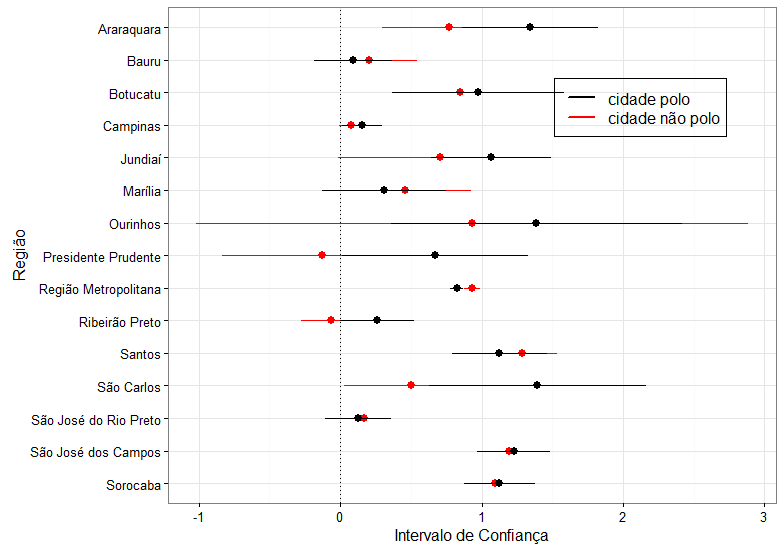 Araraquara
Bauru
Botucatu
Campinas
Jundiaí
Marília
Ourinhos
Presidente Prudente
Região Metropolitana
Ribeirão Preto
Santos
São Carlos
São José do Rio Preto
São José dos Campos
Sorocaba
Região
cidade polo
cidade não polo
-1 0 1 2 3
Intervalo de Confiança